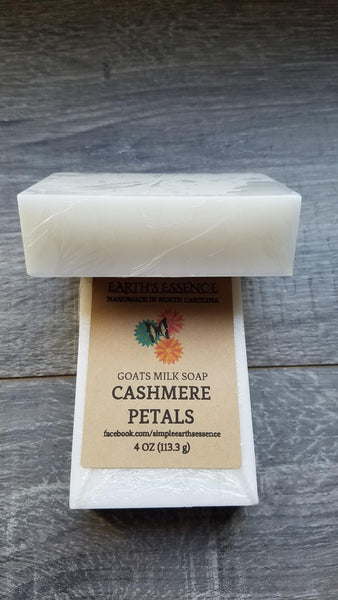 EARTH'S ESSENCE
HANDMADE IN NORTH CAROLINA
GOATS MILK SOAP
CASHMERE
PETALS
facebook.com/simpleearthsessence
4 OZ (113.3 g)